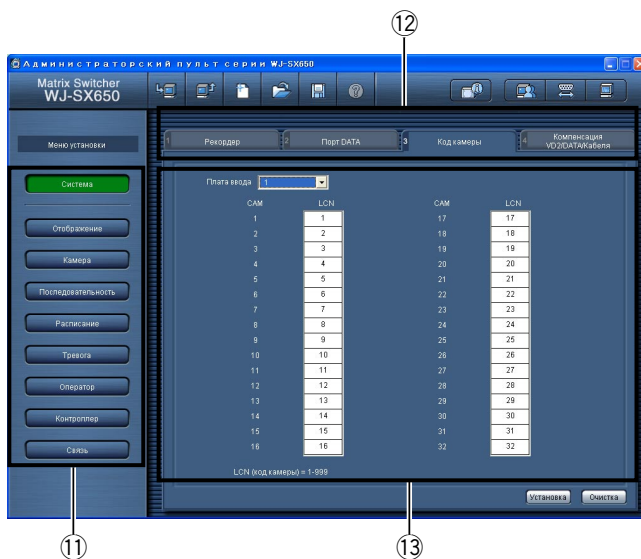 ⑫
Администраторский пульт серии WJ-SX650
Matrix Switcher
WJ-SX650
Меню установки
1 Рекордер
2 Порт DATA
3 Код камеры
4 Компенсация VD2/DATA/Кабеля
Система
Отображение
Камера
Последовательность
Расписание
Тревога
Оператор
Контроллер
Связь
Плата ввода 1
CAM LCN CAM LCN
1 1 17 17
2 2 18 18
3 3 19 19
4 4 20 20
5 5 21 21
6 6 22 22
7 7 23 23
8 8 24 24
9 9 25 25
10 10 26 26
11 11 27 27
12 12 28 28
13 13 29 29
14 14 30 30
15 15 31 31
16 16 32 32
LCN (код камеры) = 1-999
Установка Очистка
⑪ ⑬